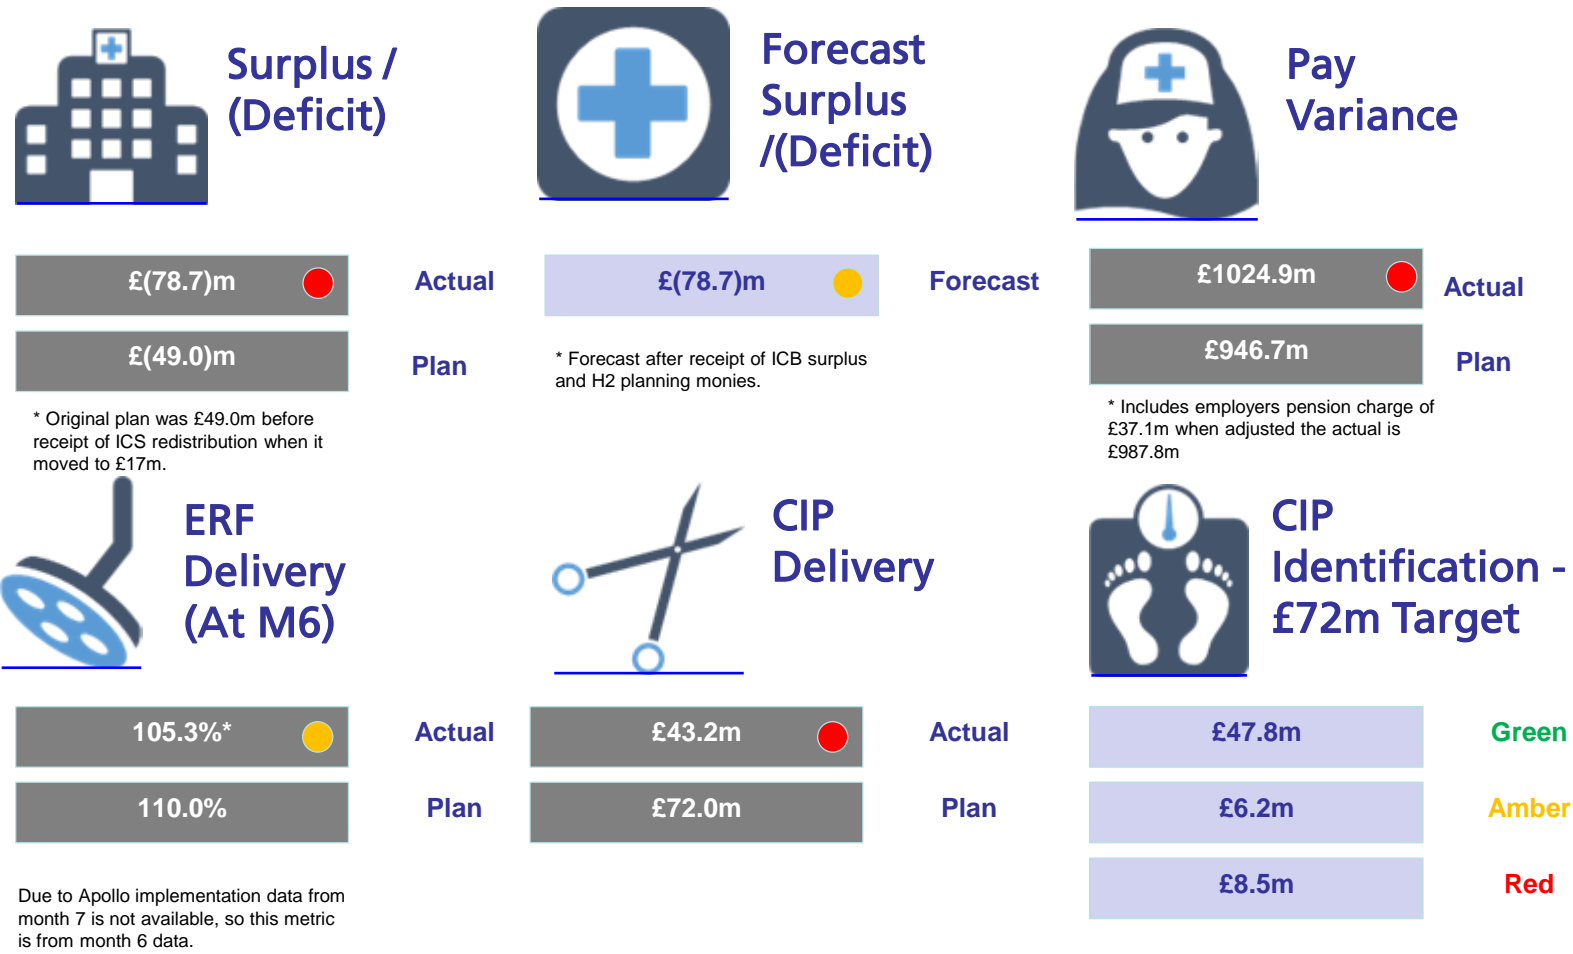 Surplus /
(Deficit)
£(78.7)m
Actual
£(49.0)m
Plan
* Original plan was £49.0m before
receipt of ICS redistribution when it
moved to £17m.
Forecast
Surplus
/(Deficit)
£(78.7)m
Forecast
* Forecast after receipt of ICB surplus
and H2 planning monies.
Pay
Variance
£1024.9m
Actual
£946.7m
Plan
* Includes employers pension charge of
£37.1m when adjusted the actual is
£987.8m
ERF
Delivery
(At M6)
105.3%*
Actual
110.0%
Plan
Due to Apollo implementation data from
month 7 is not available, so this metric
is from month 6 data.
CIP
Delivery
£43.2m
Actual
£72.0m
Plan
CIP
Identification -
£72m Target
£47.8m
Green
£6.2m
Amber
£8.5m
Red